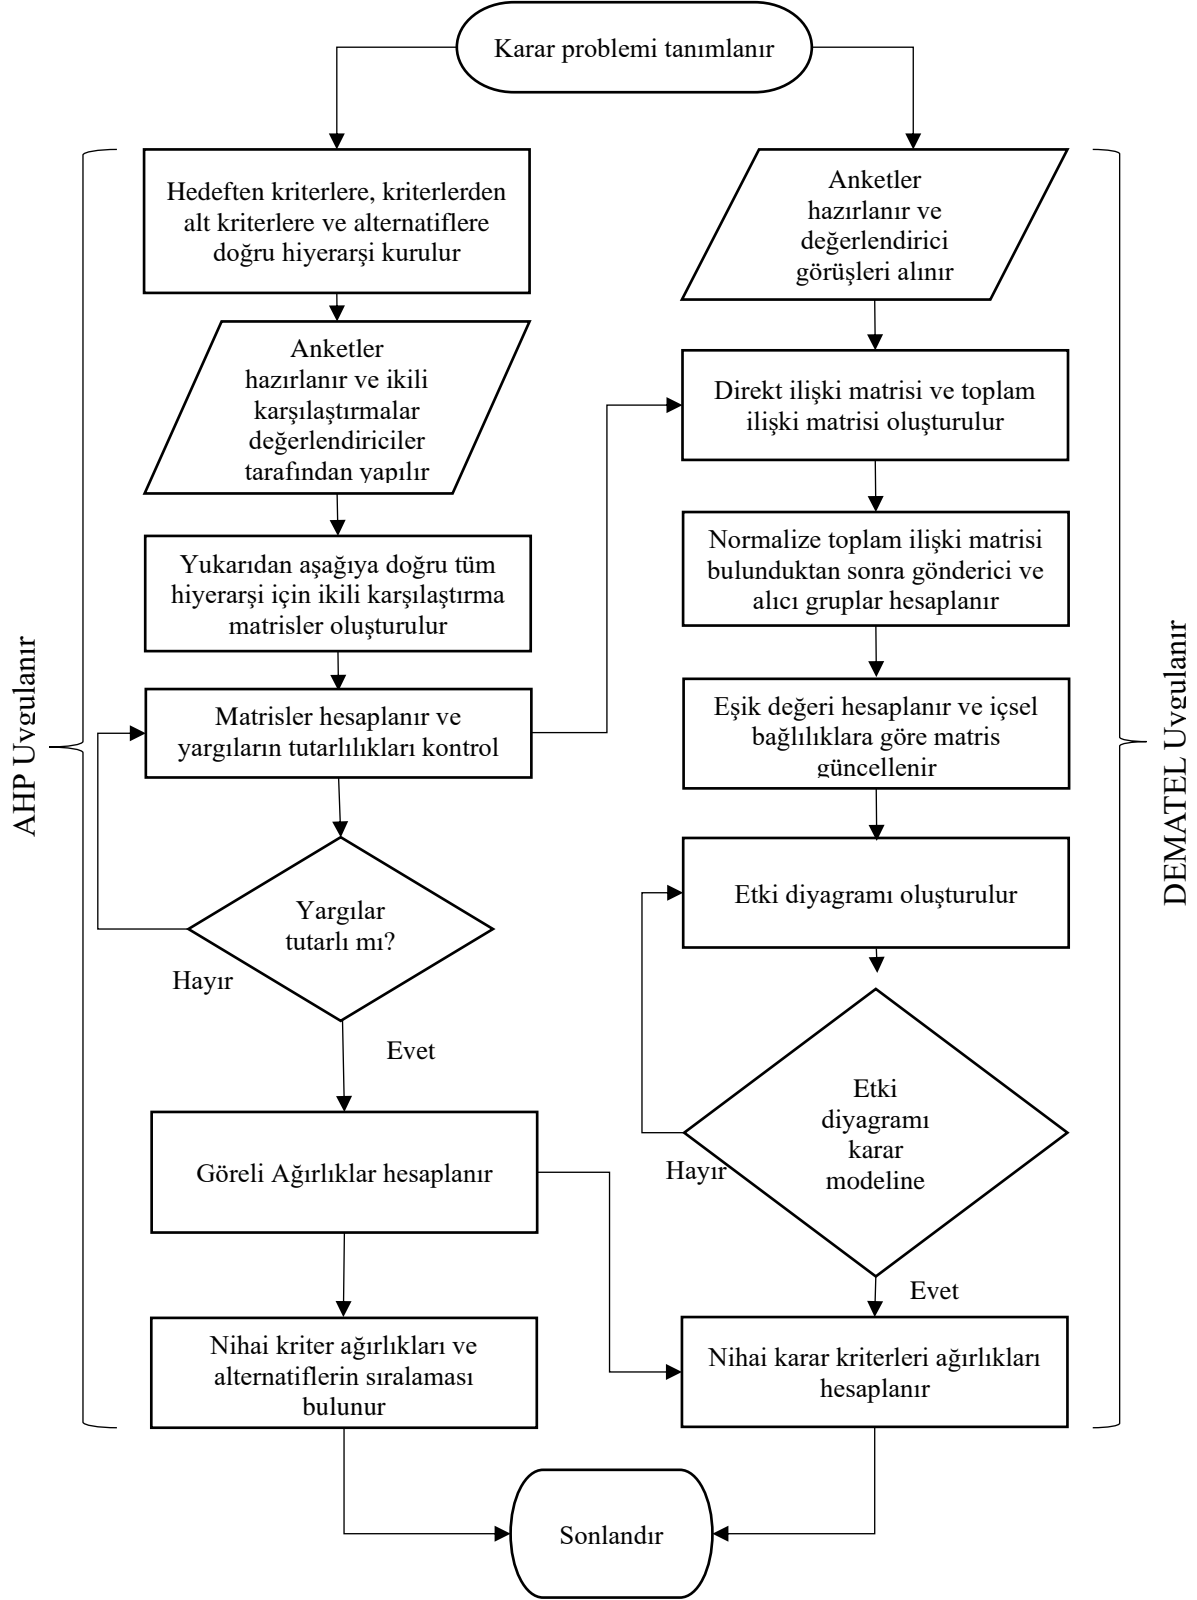 Karar problemi tanımlanır
Hedeften kriterlere, kriterlerden
alt kriterlere ve alternatiflere
doğru hiyerarşi kurulur
Anketler
hazırlanır ve ikili
karşılaştırmalar
değerlendiriciler
tarafından yapılır
Yukarıdan aşağıya doğru tüm
hiyerarşi için ikili karşılaştırma
matrisler oluşturulur
Matrisler hesaplanır ve
yargıların tutarlılıkları kontrol
Yargılar
tutarlı mı?
Hayır
Evet
Göreli Ağırlıklar hesaplanır
Nihai kriter ağırlıkları ve
alternatiflerin sıralaması
bulunur
AHP Uygulanır
Anketler
hazırlanır ve
değerlendirici
görüşleri alınır
Direkt ilişki matrisi ve toplam
ilişki matrisi oluşturulur
Normalize toplam ilişki matrisi
bulunduktan sonra gönderici ve
alıcı gruplar hesaplanır
Eşik değeri hesaplanır ve içsel
bağlılıklara göre matris
güncellenir
Etki diyagramı oluşturulur
Etki
diyagramı
karar
modeline
Hayır
Evet
Nihai karar kriterleri ağırlıkları
hesaplanır
DEMATEL Uygulanır
Sonlandır